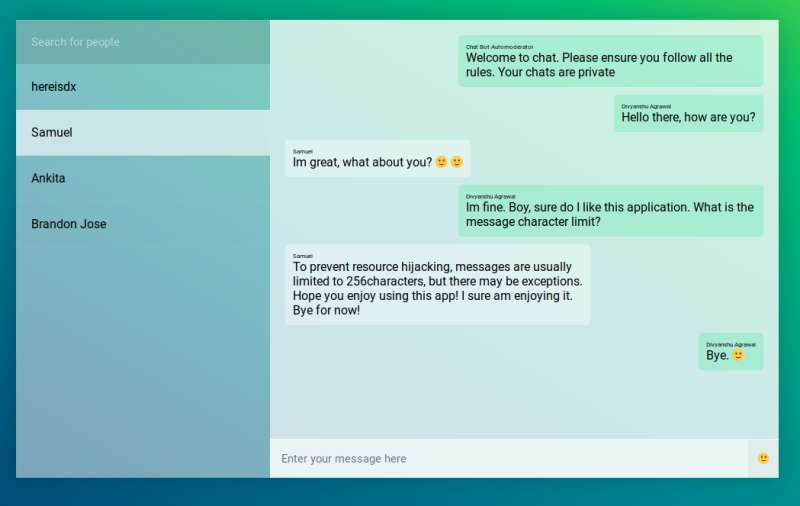 Search for people
hereisdx
Samuel
Ankita
Brandon Jose
Chat Bot Automoderator
Welcome to chat. Please ensure you follow all the
rules. Your chats are private
Divyanshu Agrawal
Hello there, how are you?
Samuel
Im great, what about you? 🙂🙂
Divyanshu Agrawal
Im fine. Boy, sure do I like this application. What is the
message character limit?
Samuel
To prevent resource hijacking, messages are usually
limited to 256characters, but there may be exceptions.
Hope you enjoy using this app! I sure am enjoying it.
Bye for now!
Divyanshu Agrawal
Bye. 🙂
Enter your message here